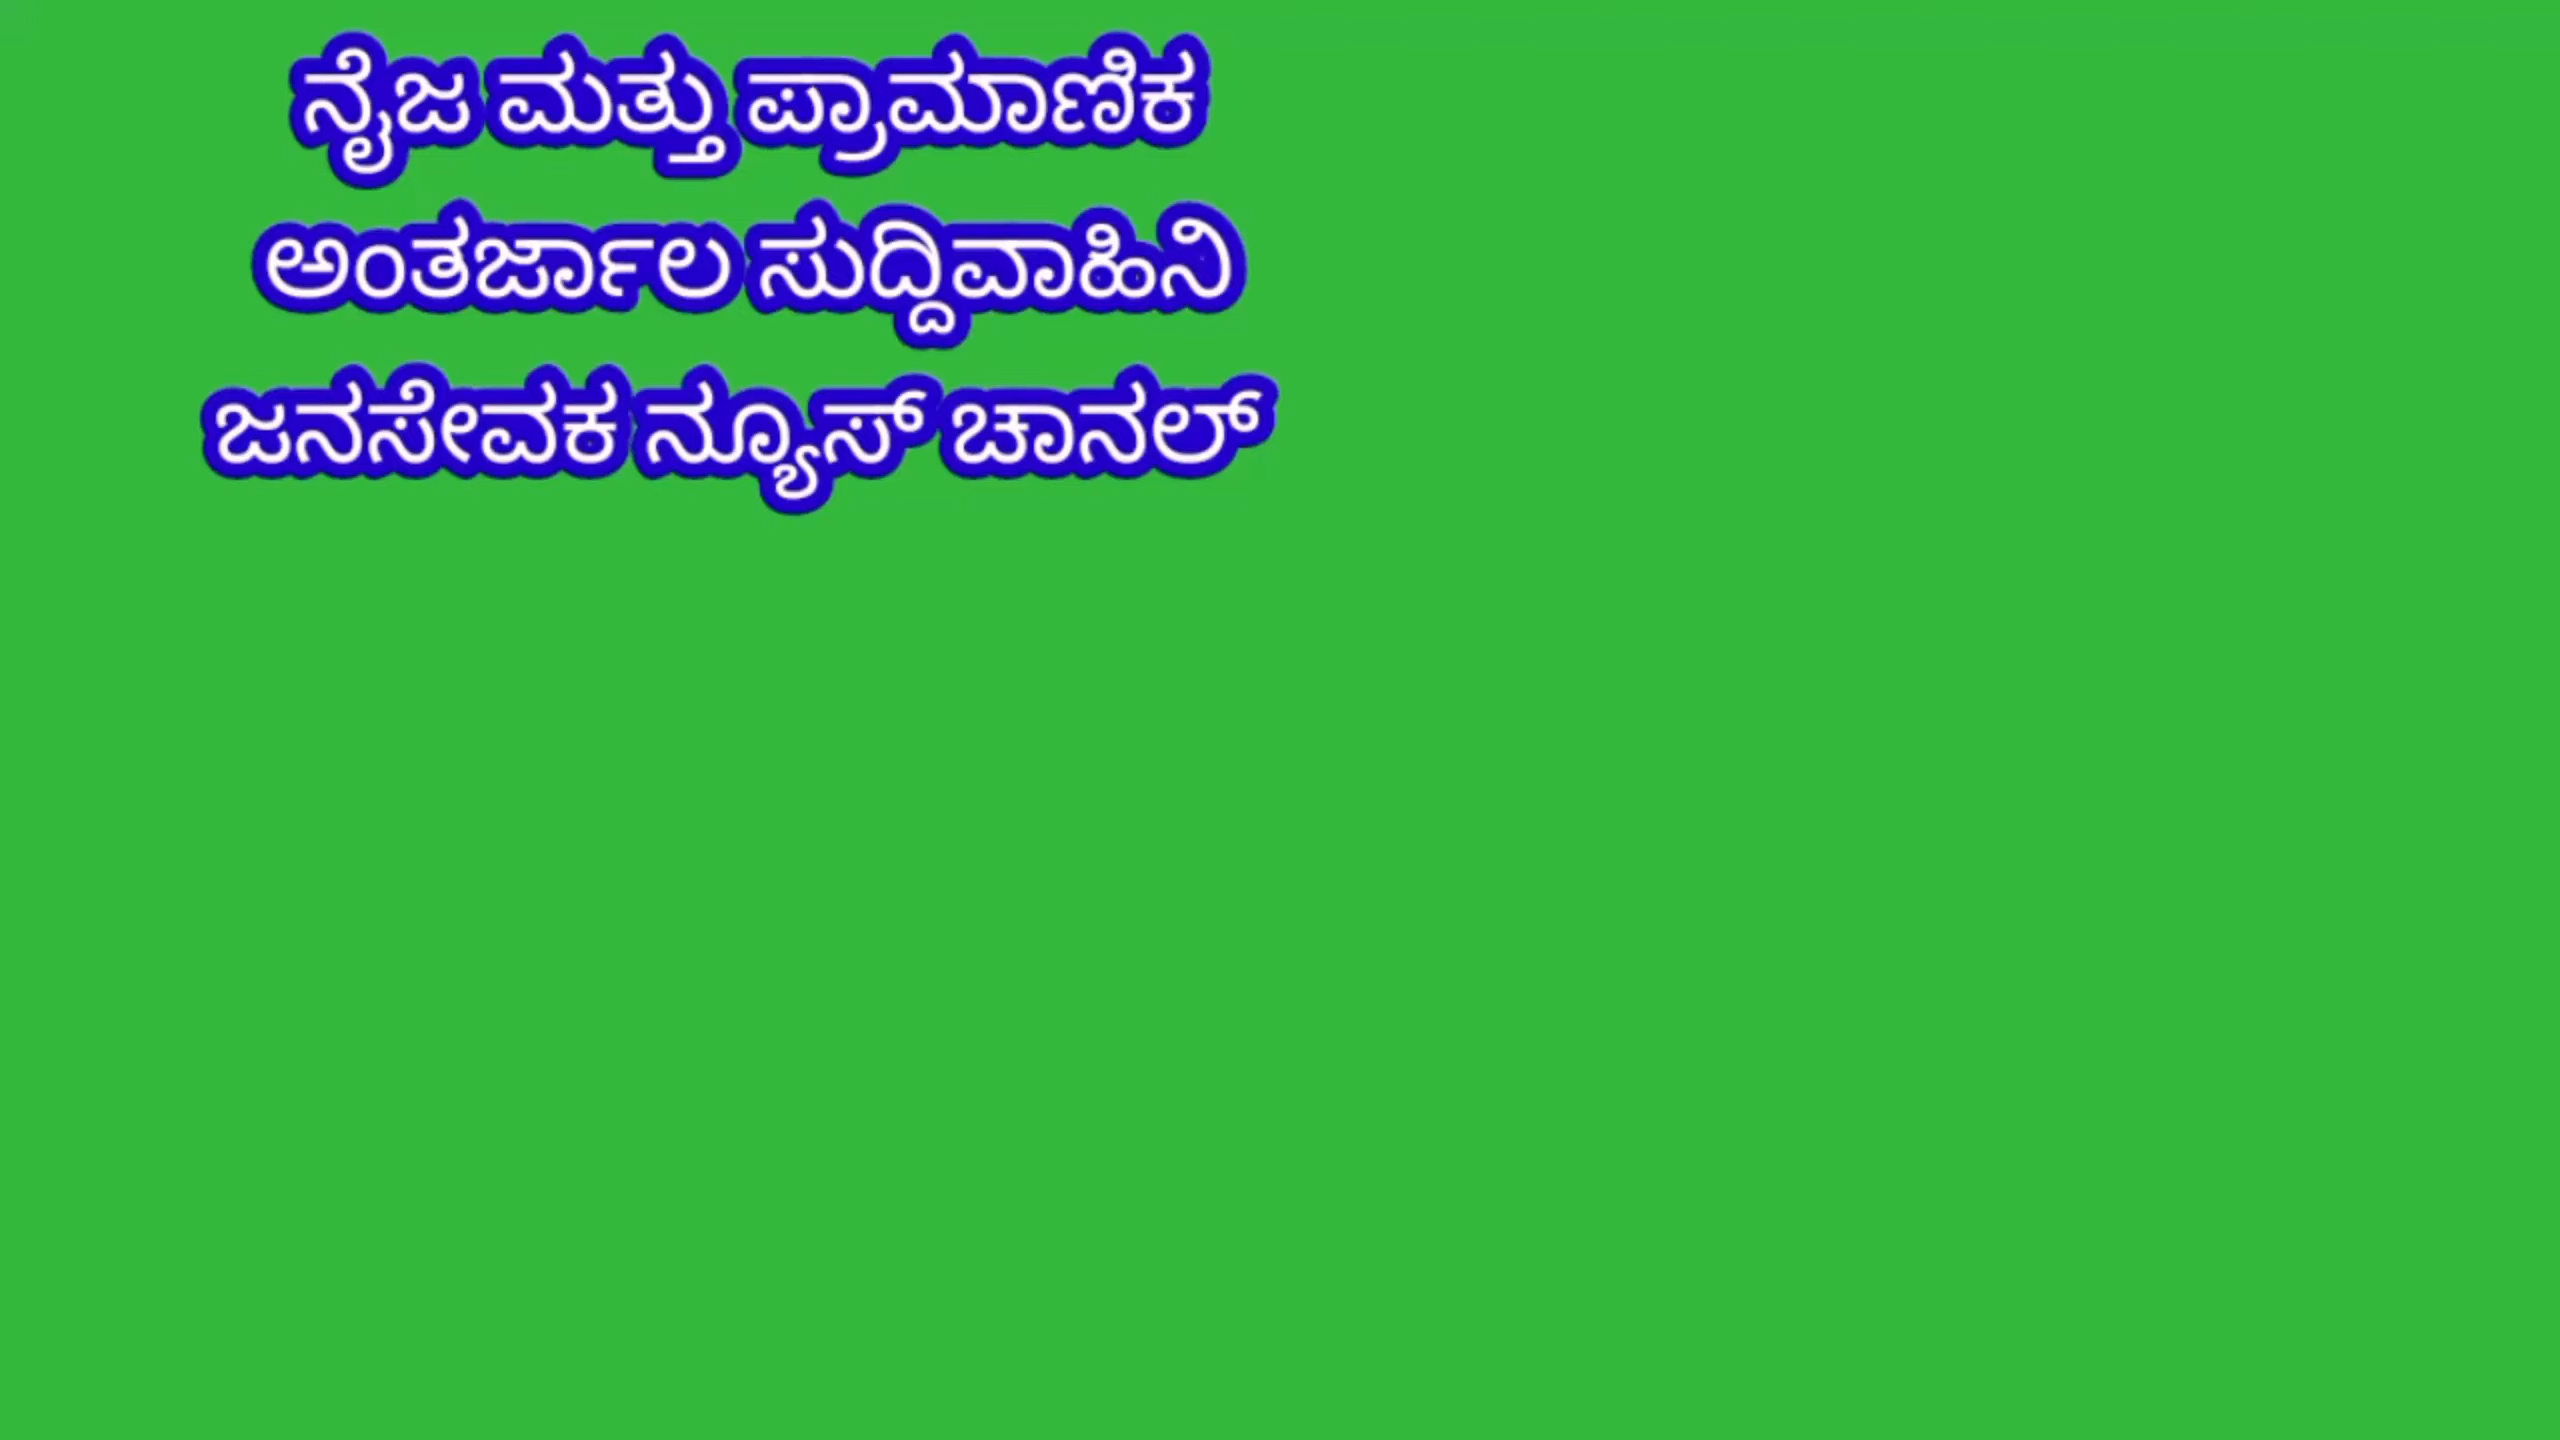 ನೈಜ ಮತ್ತು ಪ್ರಾಮಾಣಿಕ
ಅಂತರ್ಜಾಲ ಸುದ್ದಿವಾಹಿನಿ
ಜನಸೇವಕ ನ್ಯೂಸ್ ಚಾನಲ್